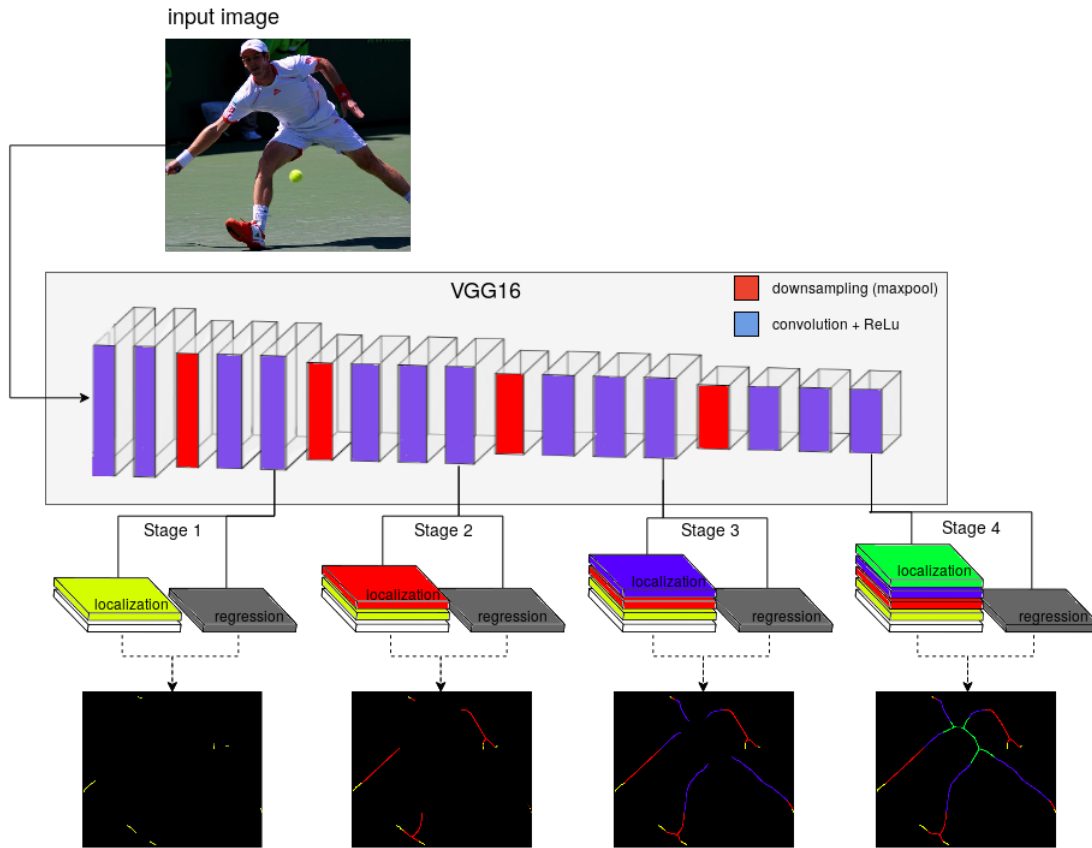 input image
VGG16
downsampling (maxpool)
convolution + ReLu
Stage 1
Stage 2
Stage 3
Stage 4
localization
regression
localization
regression
localization
regression
localization
regression